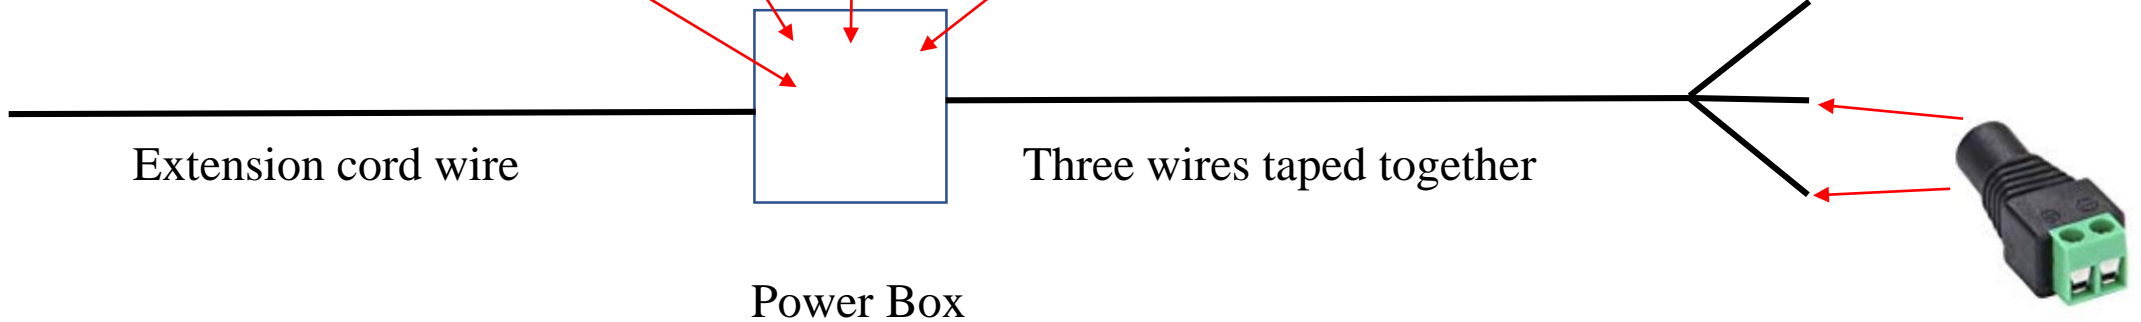 Extension cord wire
Three wires taped together
Power Box